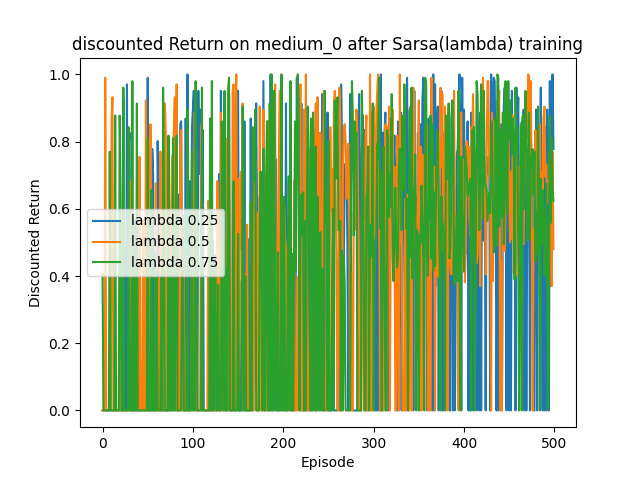 discounted Return on medium_0 after Sarsa(lambda) training
1.0
0.8
0.6
0.4
0.2
0.0
Discounted Return
lambda 0.25
lambda 0.5
lambda 0.75
0
100
200
300
400
500
Episode